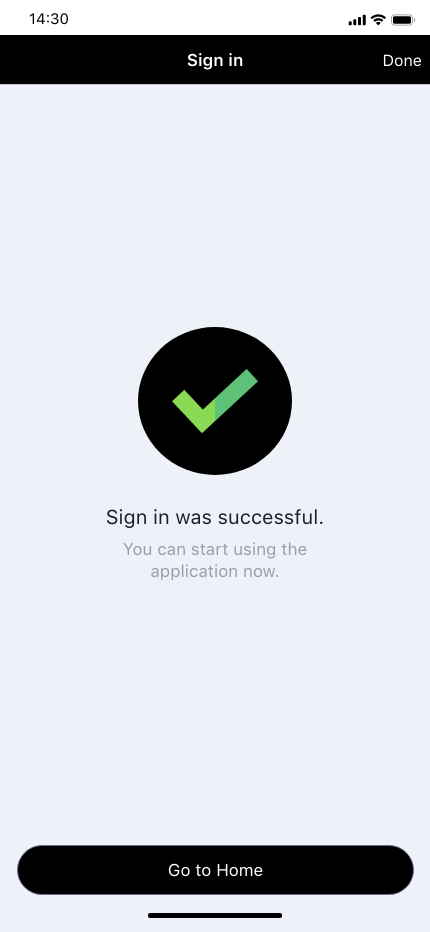 14:30
Sign in
Done
Sign in was successful.
You can start using the
application now.
Go to Home